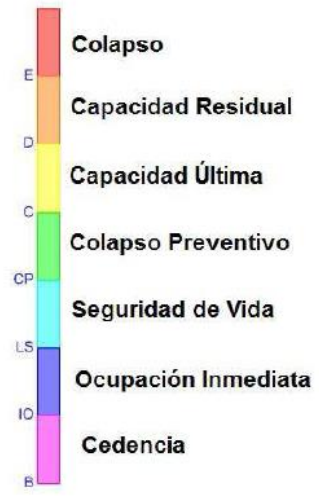 Colapso
E
Capacidad Residual
D
Capacidad Última
C
Colapso Preventivo
CP
Seguridad de Vida
LS
Ocupación Inmediata
IO
Cedencia
B